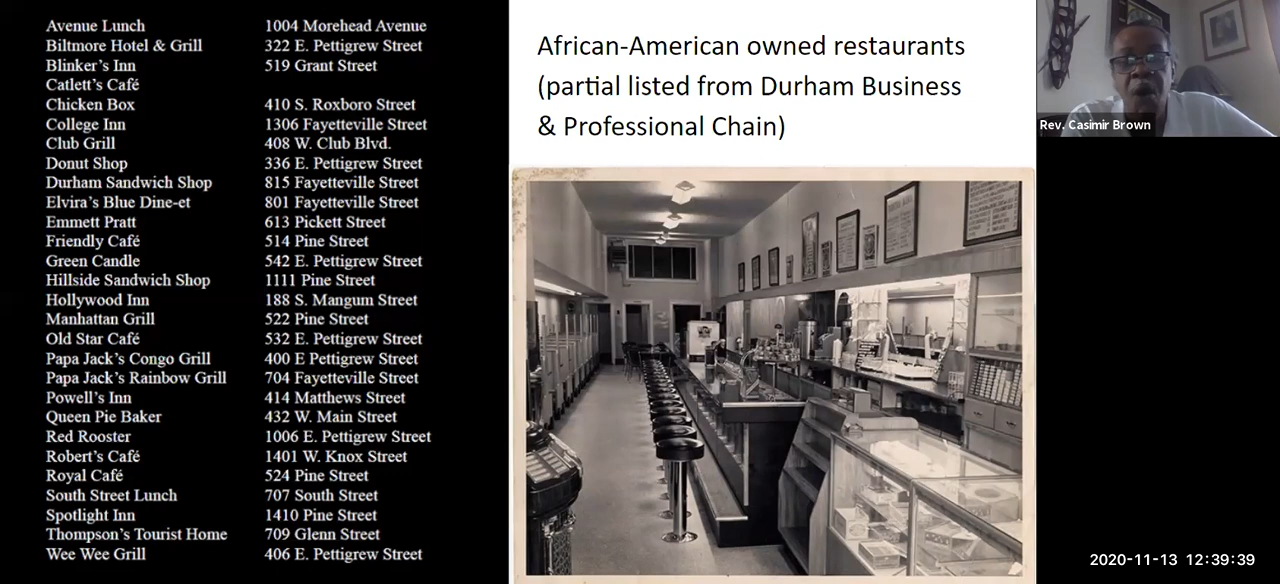 Avenue Lunch 1004 Morehead Avenue
Biltmore Hotel & Grill 322 E. Pettigrew Street
Blinker's Inn 519 Grant Street
Catlett's Café
Chicken Box 410 S. Roxboro Street
College Inn 1306 Fayetteville Street
Club Grill 408 W. Club Blvd.
Donut Shop 336 E. Pettigrew Street
Durham Sandwich Shop 815 Fayetteville Street
Elvira's Blue Dine-et 801 Fayetteville Street
Emmett Pratt 613 Pickett Street
Friendly Café 514 Pine Street
Green Candle 542 E. Pettigrew Street
Hillside Sandwich Shop 1111 Pine Street
Hollywood Inn 188 S. Mangum Street
Manhattan Grill 522 Pine Street
Old Star Café 532 E. Pettigrew Street
Papa Jack's Congo Grill 400 E Pettigrew Street
Papa Jack's Rainbow Grill 704 Fayetteville Street
Powell's Inn 414 Matthews Street
Queen Pie Baker 432 W. Main Street
Red Rooster 1006 E. Pettigrew Street
Robert's Café 1401 W. Knox Street
Royal Café 524 Pine Street
South Street Lunch 707 South Street
Spotlight Inn 1410 Pine Street
Thompson's Tourist Home 709 Glenn Street
Wee Wee Grill 406 E. Pettigrew Street
African-American owned restaurants
(partial listed from Durham Business
& Professional Chain)
Rev. Casimir Brown
2020-11-13 12:39:39